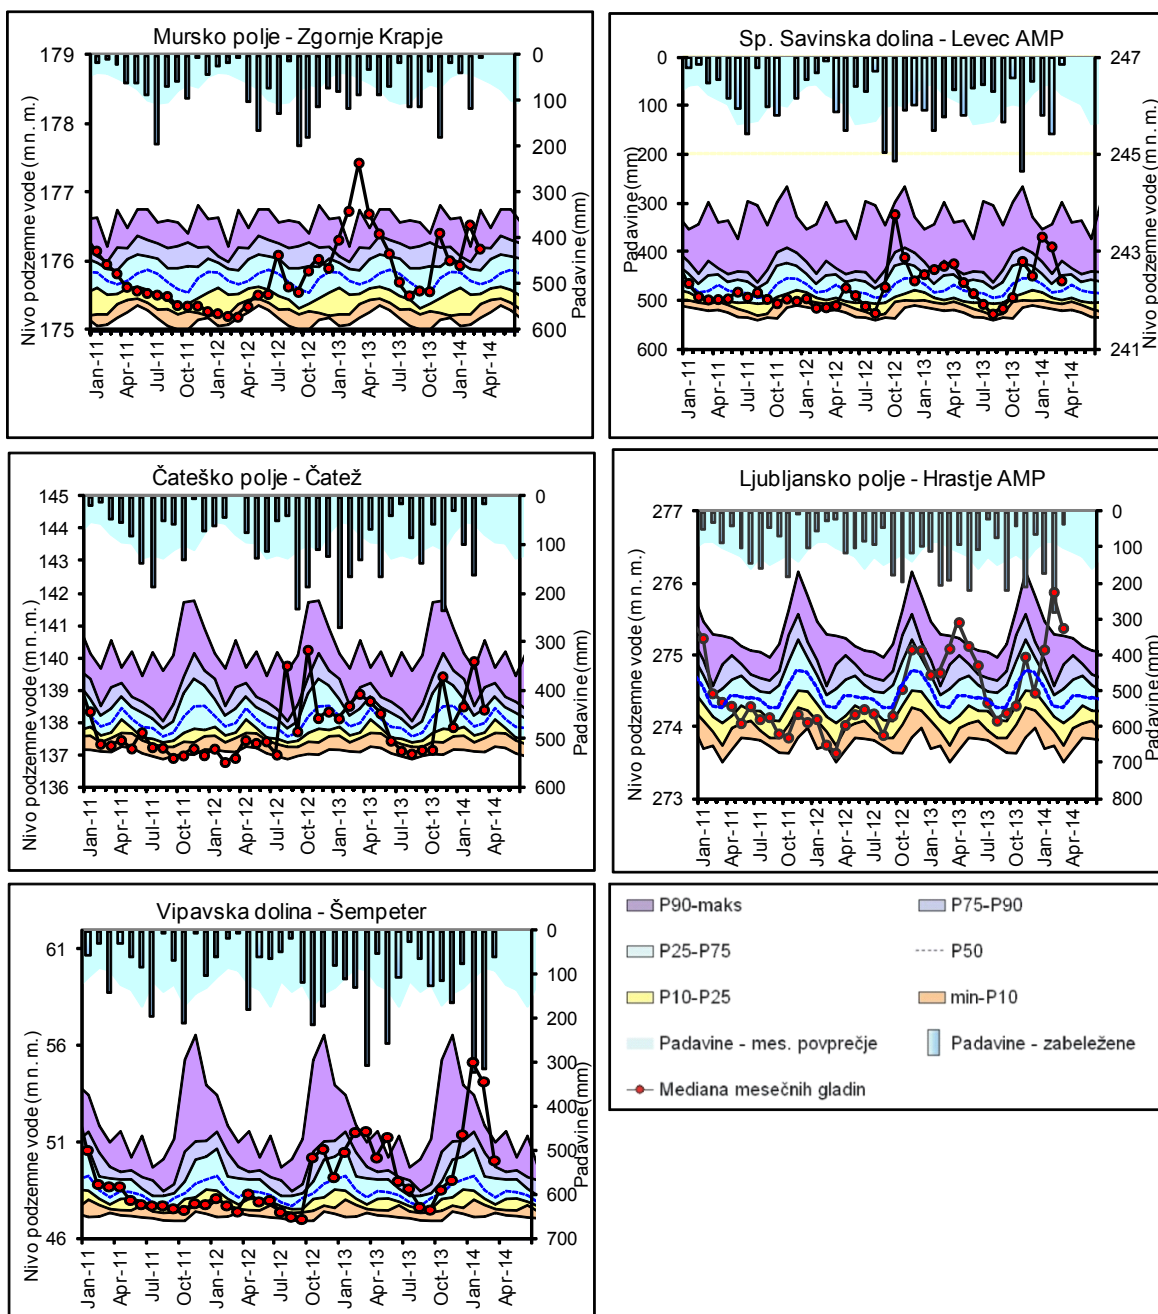 Mursko polje - Zgornje Krapje
Nivo podzemne vode (m n. m.)
179
178
177
176
175
0
100
200
300
400
500
600
Padavine (mm)
Jan-11
Apr-11
Jul-11
Oct-11
Jan-12
Apr-12
Jul-12
Oct-12
Jan-13
Apr-13
Jul-13
Oct-13
Jan-14
Apr-14
Sp. Savinska dolina - Levec AMP
Padavine (mm)
0
100
200
300
400
500
600
247
245
243
241
Nivo podzemne vode (m n. m.)
Jan-11
Apr-11
Jul-11
Oct-11
Jan-12
Apr-12
Jul-12
Oct-12
Jan-13
Apr-13
Jul-13
Oct-13
Jan-14
Apr-14
Čateško polje - Čatež
Nivo podzemne vode (m n. m.)
145
144
143
142
141
140
139
138
137
136
0
100
200
300
400
500
600
Padavine (mm)
Jan-11
Apr-11
Jul-11
Oct-11
Jan-12
Apr-12
Jul-12
Oct-12
Jan-13
Apr-13
Jul-13
Oct-13
Jan-14
Apr-14
Ljubljansko polje - Hrastje AMP
Nivo podzemne vode (m n. m.)
277
276
275
274
273
0
100
200
300
400
500
600
700
800
Padavine (mm)
Jan-11
Apr-11
Jul-11
Oct-11
Jan-12
Apr-12
Jul-12
Oct-12
Jan-13
Apr-13
Jul-13
Oct-13
Jan-14
Apr-14
Vipavska dolina - Šempeter
Nivo podzemne vode (m n. m.)
61
56
51
46
0
100
200
300
400
500
600
700
Padavine (mm)
Jan-11
Apr-11
Jul-11
Oct-11
Jan-12
Apr-12
Jul-12
Oct-12
Jan-13
Apr-13
Jul-13
Oct-13
Jan-14
Apr-14
P90-maks
P75-P90
P25-P75
P50
P10-P25
min-P10
Padavine - mes. povprečje
Padavine - zabeležene
Mediana mesečnih gladin